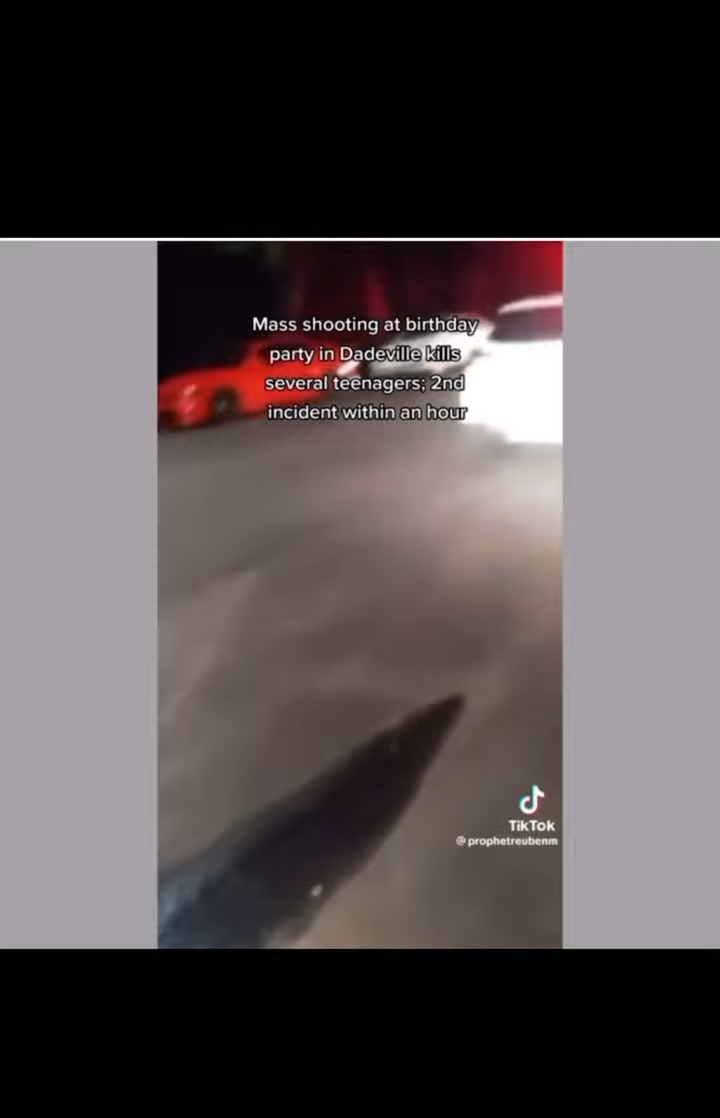 Mass shooting at birthday
party in Dadeville kills
several teenagers; 2nd
incident within an hour
TikTok
@prophetreubenm